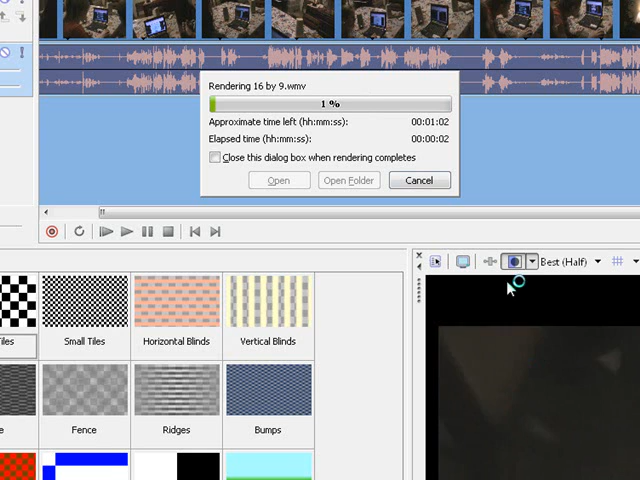 Rendering 16 by 9.wmv
1 %
Approximate time left (hh:mm:ss): 00:01:02
Elapsed time (hh:mm:ss): 00:00:02
Close this dialog box when rendering completes
Open Open Folder Cancel
Best (Half)
Tiles Small Tiles Horizontal Blinds Vertical Blinds
e Fence Ridges Bumps